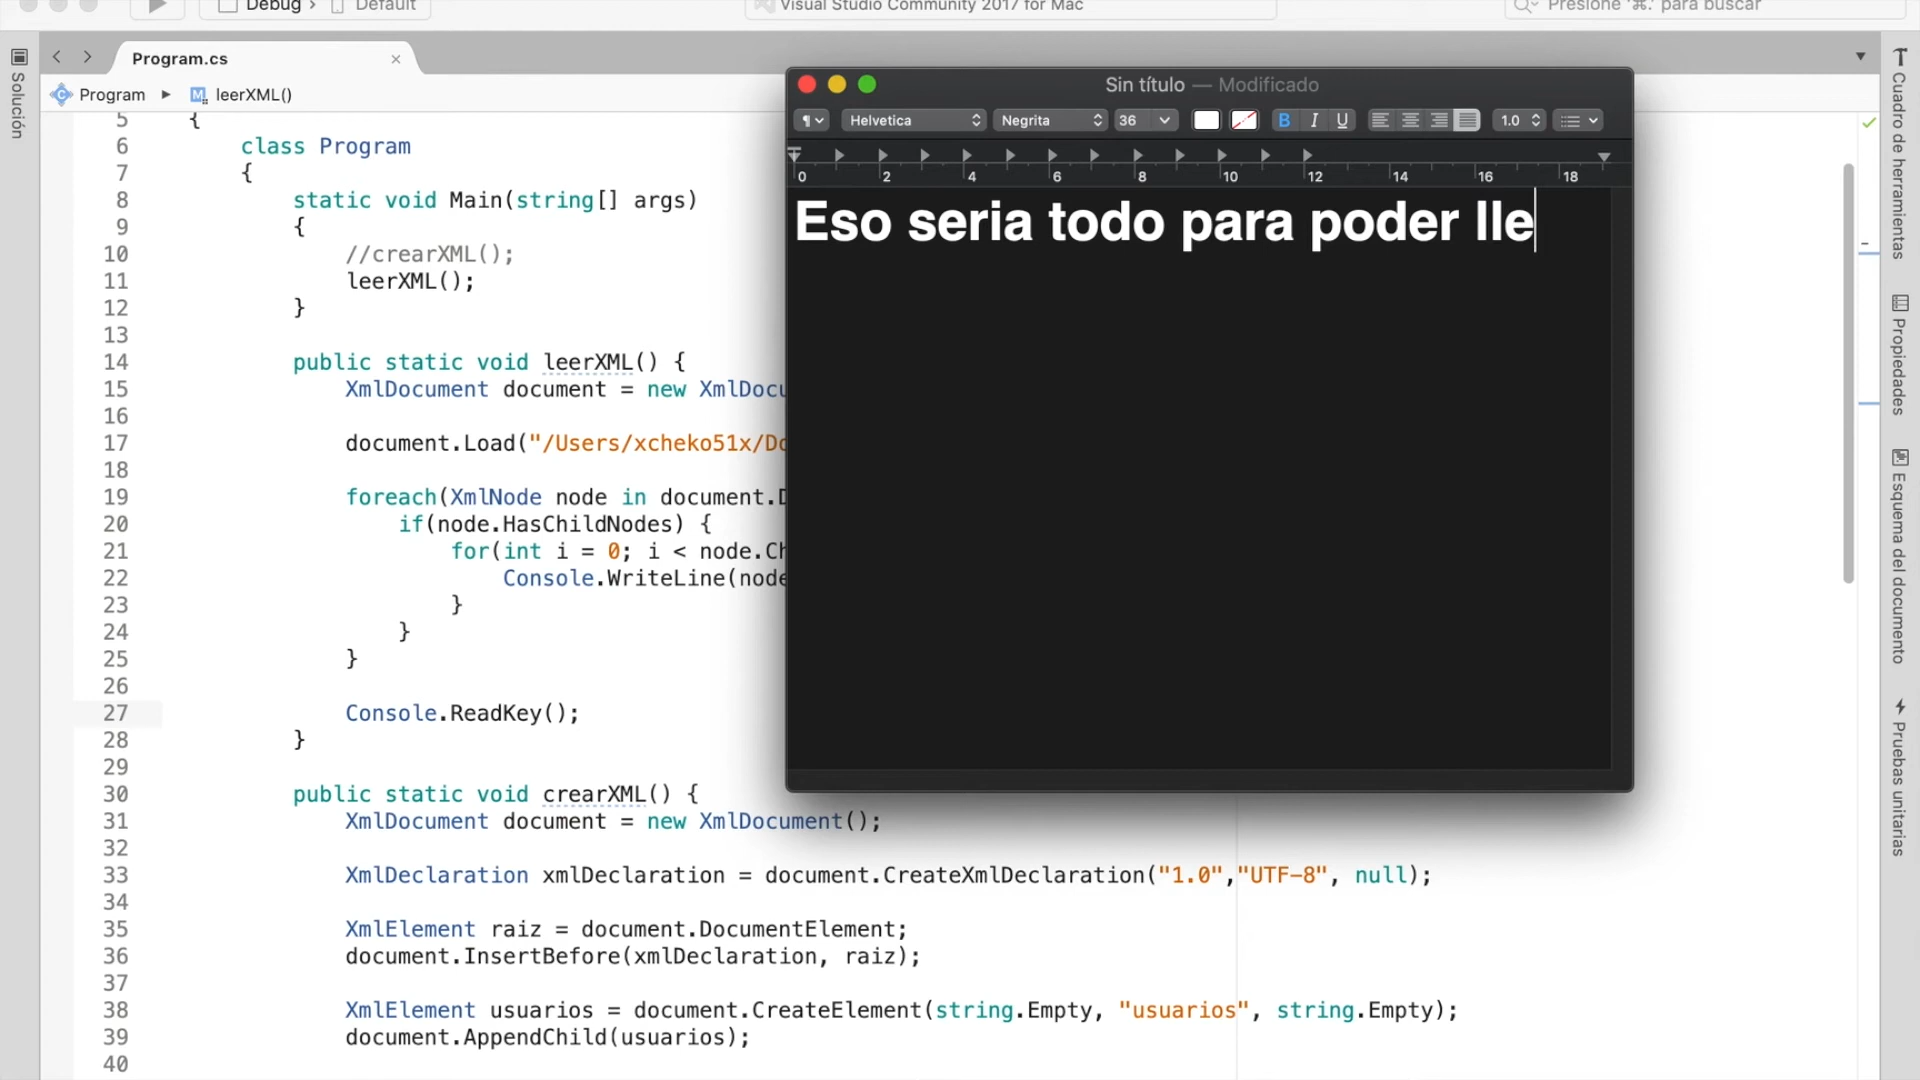 Debug › Default
Visual Studio Community 2017 for Mac
Presione '⌘.' para buscar
Solución
Program.cs
Program ▸ leerXML()
5 {
6 class Program
7 {
8 static void Main(string[] args)
9 {
10 //crearXML();
11 leerXML();
12 }
13
14 public static void leerXML() {
15 XmlDocument document = new XmlDocu
16
17 document.Load("/Users/xcheko51x/Do
18
19 foreach(XmlNode node in document.D
20 if(node.HasChildNodes) {
21 for(int i = 0; i < node.Ch
22 Console.WriteLine(node
23 }
24 }
25 }
26
27 Console.ReadKey();
28 }
29
30 public static void crearXML() {
31 XmlDocument document = new XmlDocument();
32
33 XmlDeclaration xmlDeclaration = document.CreateXmlDeclaration("1.0","UTF-8", null);
34
35 XmlElement raiz = document.DocumentElement;
36 document.InsertBefore(xmlDeclaration, raiz);
37
38 XmlElement usuarios = document.CreateElement(string.Empty, "usuarios", string.Empty);
39 document.AppendChild(usuarios);
40
Sin título — Modificado
¶ Helvetica Negrita 36 B I U 1.0
0 2 4 6 8 10 12 14 16 18
Eso seria todo para poder lle
Cuadro de herramientas
Propiedades
Esquema del documento
Pruebas unitarias